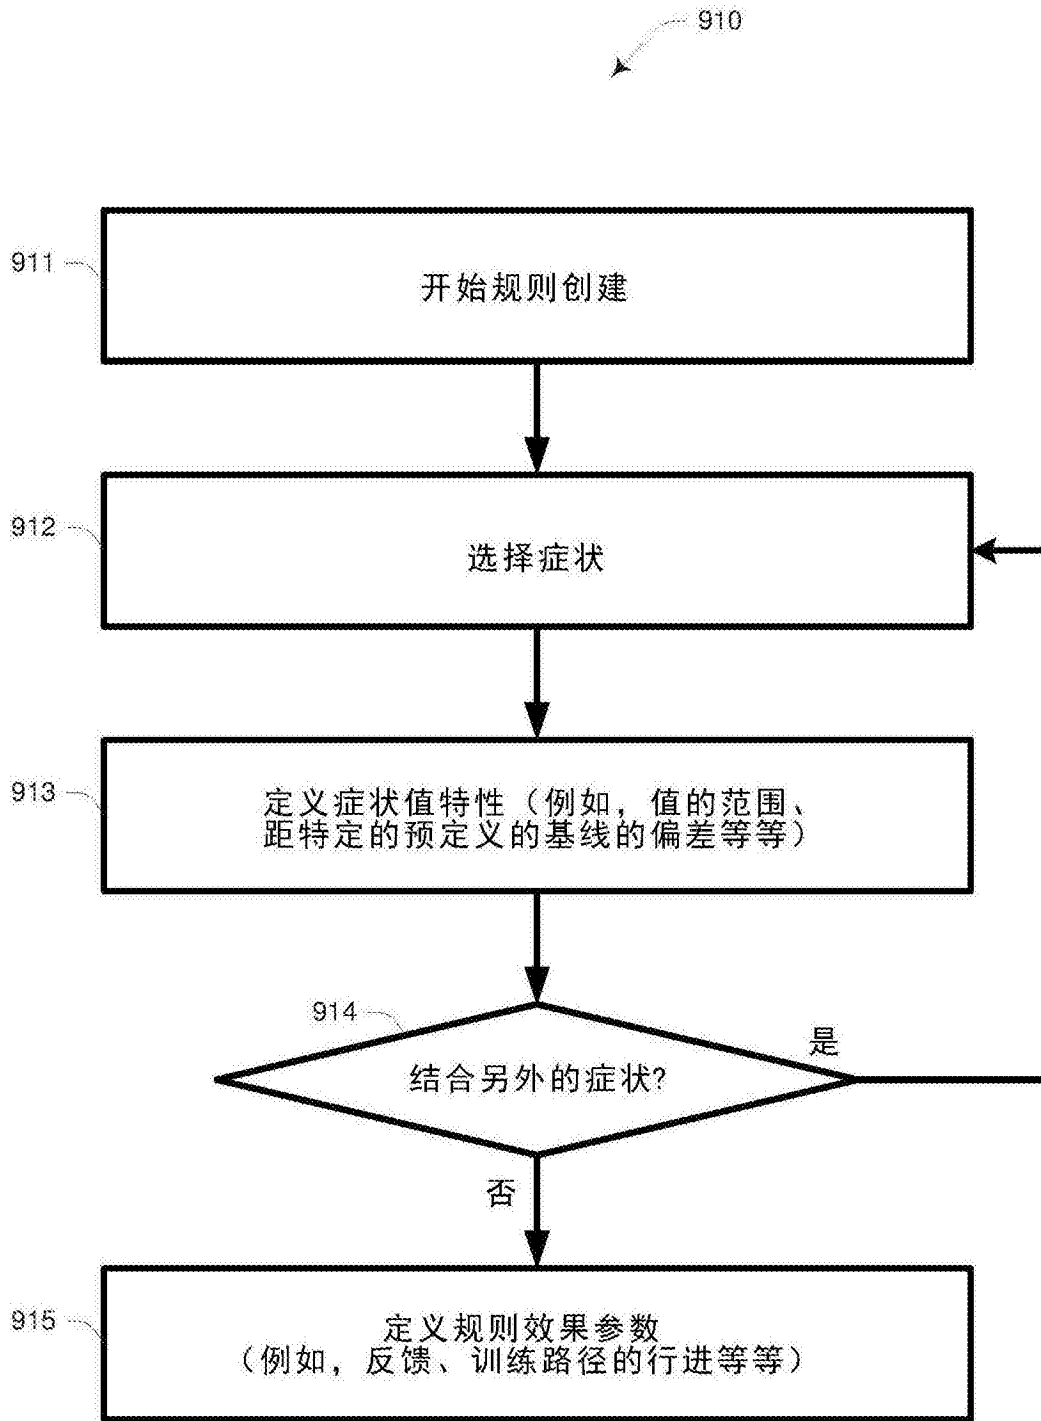 910
911
开始规则创建
912
选择症状
913
定义症状值特性（例如，值的范围、
距特定的预定义的基线的偏差等等）
914
结合另外的症状?
是
否
915
定义规则效果参数
（例如，反馈、训练路径的行进等等）